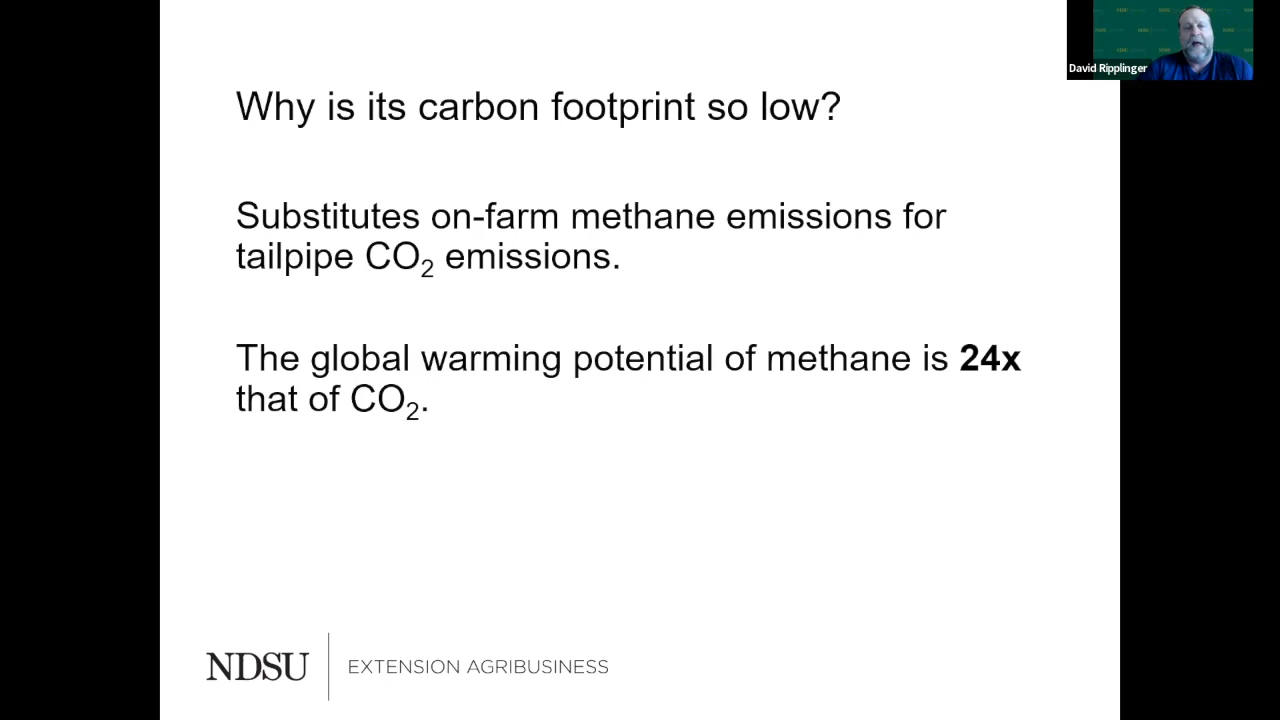 David Ripplinger
Why is its carbon footprint so low?
Substitutes on-farm methane emissions for
tailpipe CO₂ emissions.
The global warming potential of methane is 24x
that of CO₂.
NDSU
EXTENSION AGRIBUSINESS